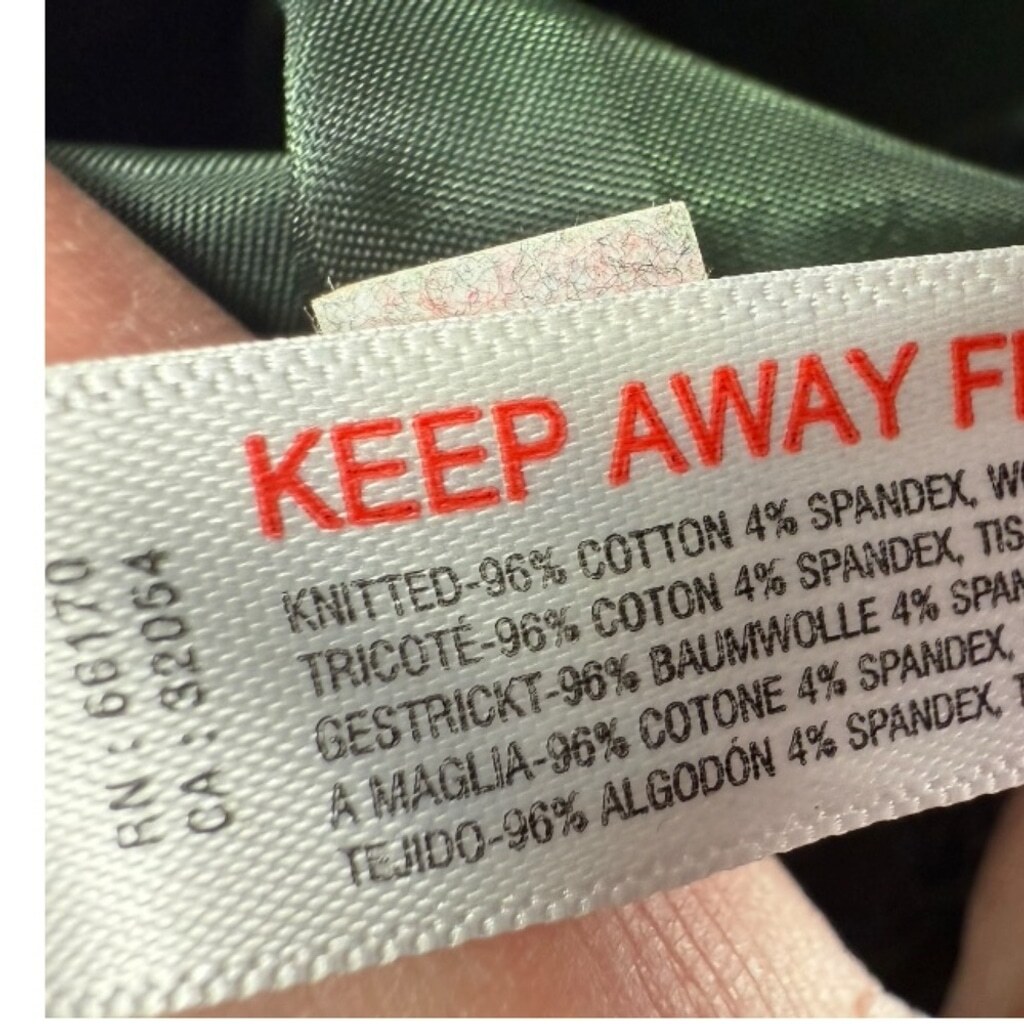 KEEP AWAY
KNITTED-96% COTTON 4% SPANDEX,
TRICOTÉ-96% COTON 4% SPANDEX,
GESTRICKT-96% BAUMWOLLE 4%
A MAGLIA-96% COTONE 4% SPANDEX,
TEJIDO-96% ALGODÓN 4% SPANDEX,
RN : 66170
CA : 32054